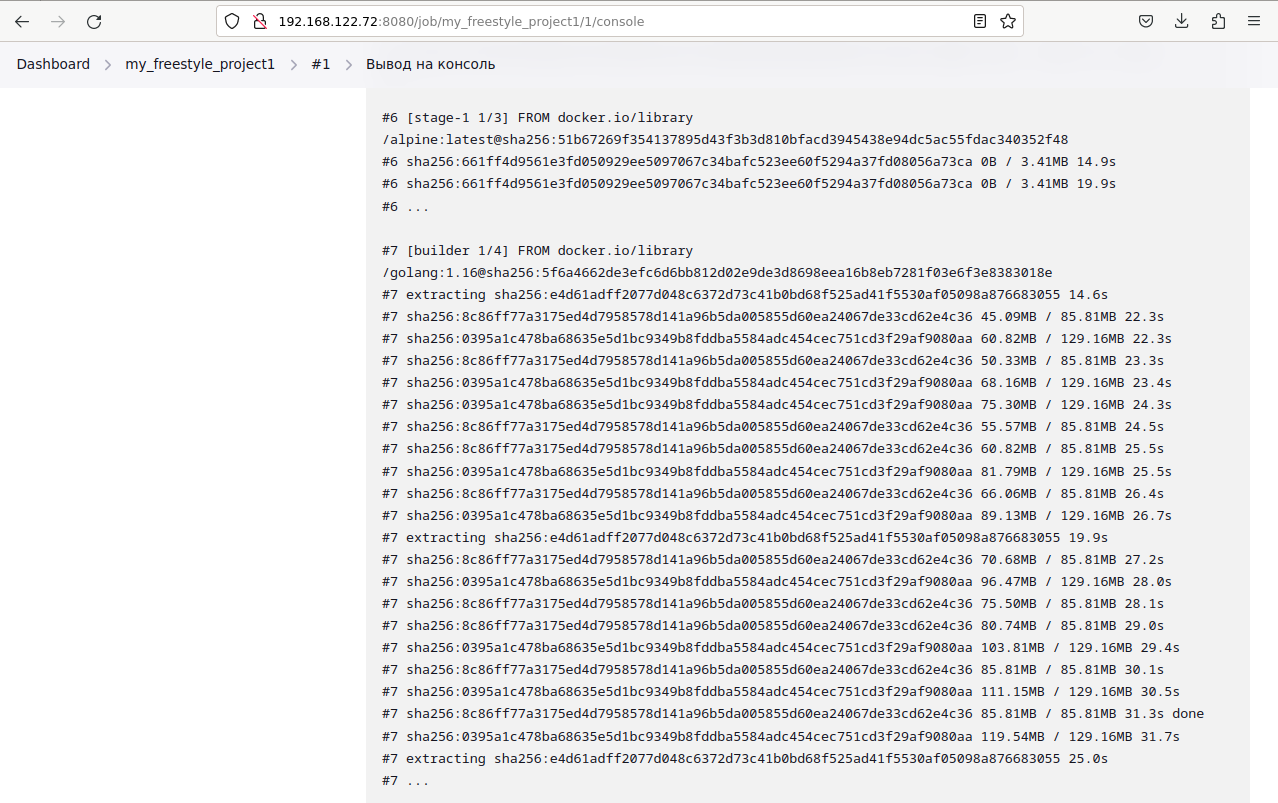 192.168.122.72:8080/job/my_freestyle_project1/1/console
Dashboard > my_freestyle_project1 > #1 > Вывод на консоль
#6 [stage-1 1/3] FROM docker.io/library
/alpine:latest@sha256:51b67269f354137895d43f3b3d810bfacd3945438e94dc5ac55fdac340352f48
#6 sha256:661ff4d9561e3fd050929ee5097067c34bafc523ee60f5294a37fd08056a73ca 0B / 3.41MB 14.9s
#6 sha256:661ff4d9561e3fd050929ee5097067c34bafc523ee60f5294a37fd08056a73ca 0B / 3.41MB 19.9s
#6 ...
#7 [builder 1/4] FROM docker.io/library
/golang:1.16@sha256:5f6a4662de3efc6d6bb812d02e9de3d8698eea16b8eb7281f03e6f3e8383018e
#7 extracting sha256:e4d61adff2077d048c6372d73c41b0bd68f525ad41f5530af05098a876683055 14.6s
#7 sha256:8c86ff77a3175ed4d7958578d141a96b5da005855d60ea24067de33cd62e4c36 45.09MB / 85.81MB 22.3s
#7 sha256:0395a1c478ba68635e5d1bc9349b8fddba5584adc454cec751cd3f29af9080aa 60.82MB / 129.16MB 22.3s
#7 sha256:8c86ff77a3175ed4d7958578d141a96b5da005855d60ea24067de33cd62e4c36 50.33MB / 85.81MB 23.3s
#7 sha256:0395a1c478ba68635e5d1bc9349b8fddba5584adc454cec751cd3f29af9080aa 68.16MB / 129.16MB 23.4s
#7 sha256:0395a1c478ba68635e5d1bc9349b8fddba5584adc454cec751cd3f29af9080aa 75.30MB / 129.16MB 24.3s
#7 sha256:8c86ff77a3175ed4d7958578d141a96b5da005855d60ea24067de33cd62e4c36 55.57MB / 85.81MB 24.5s
#7 sha256:8c86ff77a3175ed4d7958578d141a96b5da005855d60ea24067de33cd62e4c36 60.82MB / 85.81MB 25.5s
#7 sha256:0395a1c478ba68635e5d1bc9349b8fddba5584adc454cec751cd3f29af9080aa 81.79MB / 129.16MB 25.5s
#7 sha256:8c86ff77a3175ed4d7958578d141a96b5da005855d60ea24067de33cd62e4c36 66.06MB / 85.81MB 26.4s
#7 sha256:0395a1c478ba68635e5d1bc9349b8fddba5584adc454cec751cd3f29af9080aa 89.13MB / 129.16MB 26.7s
#7 extracting sha256:e4d61adff2077d048c6372d73c41b0bd68f525ad41f5530af05098a876683055 19.9s
#7 sha256:8c86ff77a3175ed4d7958578d141a96b5da005855d60ea24067de33cd62e4c36 70.68MB / 85.81MB 27.2s
#7 sha256:0395a1c478ba68635e5d1bc9349b8fddba5584adc454cec751cd3f29af9080aa 96.47MB / 129.16MB 28.0s
#7 sha256:8c86ff77a3175ed4d7958578d141a96b5da005855d60ea24067de33cd62e4c36 75.50MB / 85.81MB 28.1s
#7 sha256:8c86ff77a3175ed4d7958578d141a96b5da005855d60ea24067de33cd62e4c36 80.74MB / 85.81MB 29.0s
#7 sha256:0395a1c478ba68635e5d1bc9349b8fddba5584adc454cec751cd3f29af9080aa 103.81MB / 129.16MB 29.4s
#7 sha256:8c86ff77a3175ed4d7958578d141a96b5da005855d60ea24067de33cd62e4c36 85.81MB / 85.81MB 30.1s
#7 sha256:0395a1c478ba68635e5d1bc9349b8fddba5584adc454cec751cd3f29af9080aa 111.15MB / 129.16MB 30.5s
#7 sha256:8c86ff77a3175ed4d7958578d141a96b5da005855d60ea24067de33cd62e4c36 85.81MB / 85.81MB 31.3s done
#7 sha256:0395a1c478ba68635e5d1bc9349b8fddba5584adc454cec751cd3f29af9080aa 119.54MB / 129.16MB 31.7s
#7 extracting sha256:e4d61adff2077d048c6372d73c41b0bd68f525ad41f5530af05098a876683055 25.0s
#7 ...